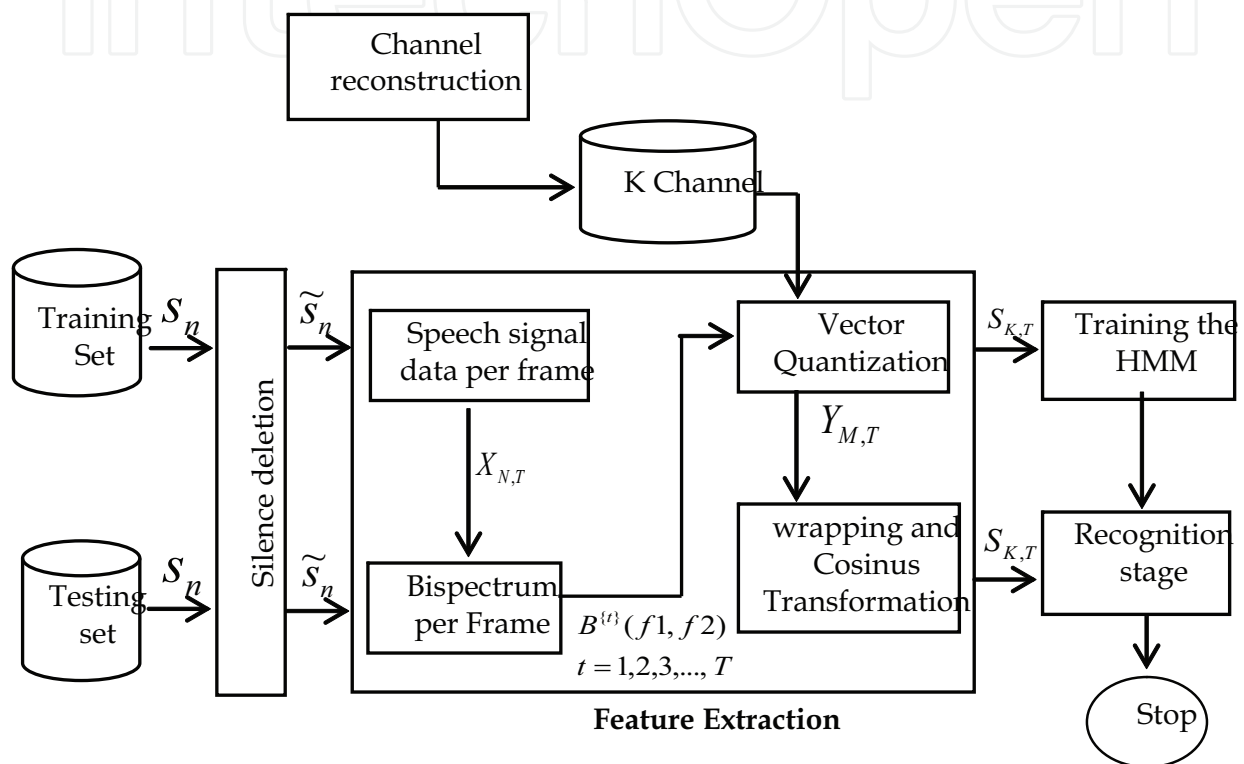 IntechOpen
Channel
reconstruction
K Channel
Training
Set
s_n
s̃_n
Silence deletion
Speech signal
data per frame
X_{N,T}
Bispectrum
per Frame
B^{{t}}(f1, f2)
t = 1,2,3,..., T
Vector
Quantization
Y_{M,T}
wrapping and
Cosinus
Transformation
S_{K,T}
Training the
HMM
Testing
set
s_n
s̃_n
S_{K,T}
Recognition
stage
Stop
Feature Extraction